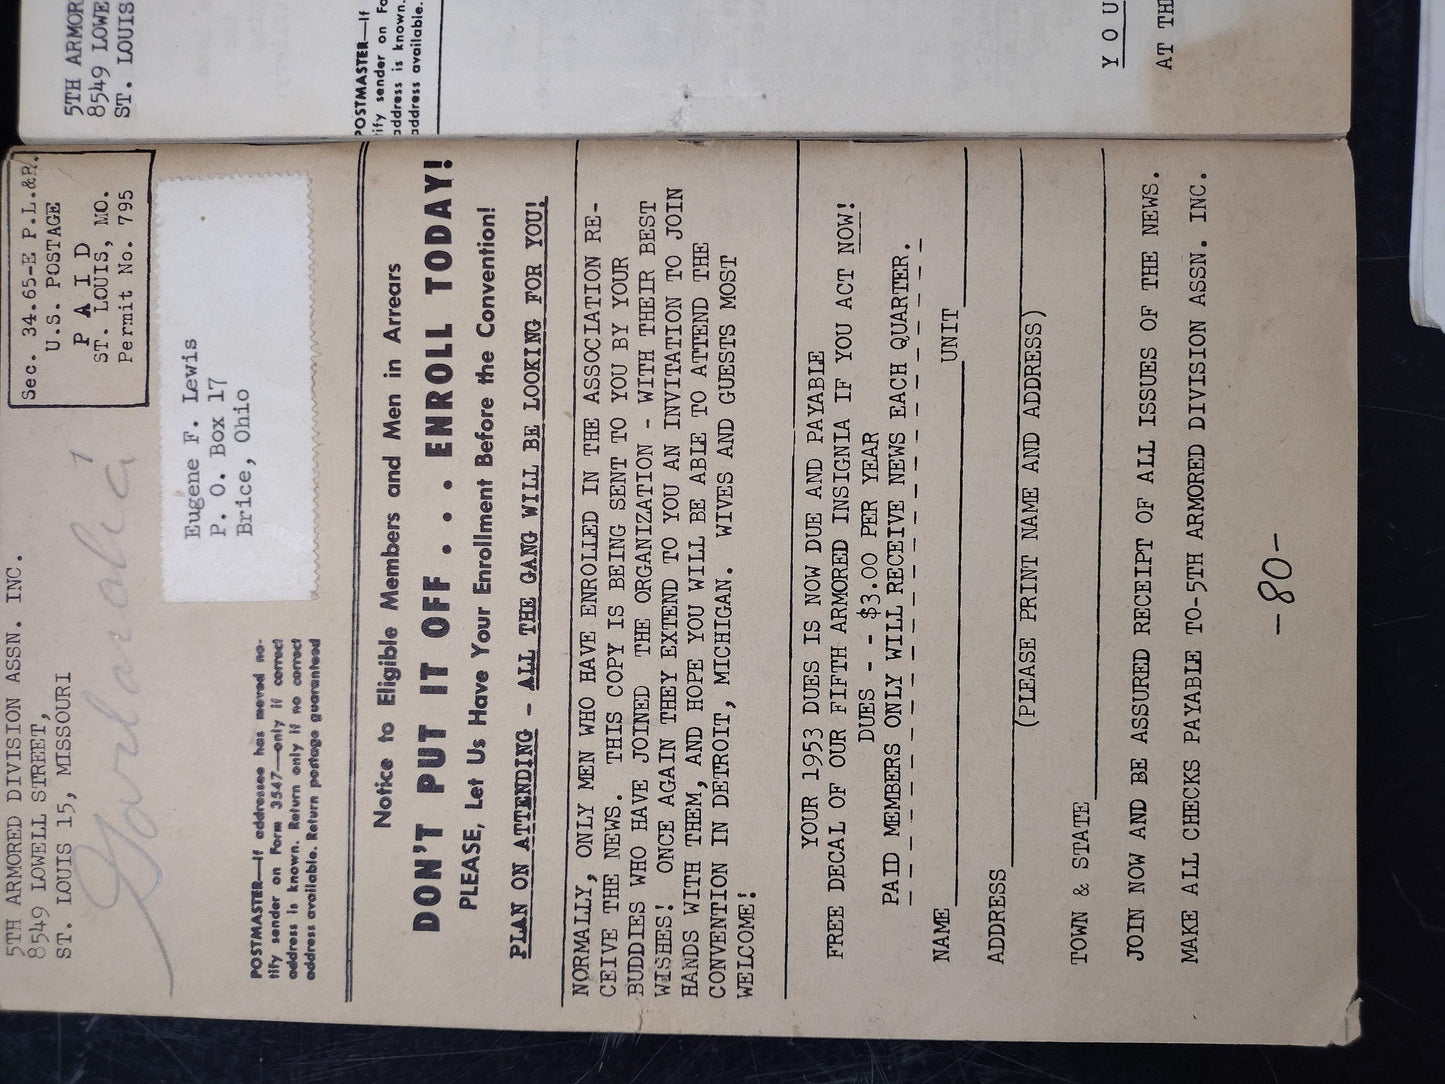 5TH ARMORED DIVISION ASSN. INC.
8549 LOWELL STREET,
ST. LOUIS 15, MISSOURI
Sec. 34.65-E P.L.&R.
U.S. POSTAGE
P A I D
ST. LOUIS, MO.
Permit No. 795
Eugene F. Lewis
P. O. Box 17
Brice, Ohio
POSTMASTER—If addressee has moved no-
tify sender on Form 3547—only if correct
address is known. Return only if no correct
address available. Return postage guaranteed
Notice to Eligible Members and Men in Arrears
DON'T PUT IT OFF . . . ENROLL TODAY!
PLEASE, Let Us Have Your Enrollment Before the Convention!
PLAN ON ATTENDING - ALL THE GANG WILL BE LOOKING FOR YOU!
NORMALLY, ONLY MEN WHO HAVE ENROLLED IN THE ASSOCIATION RE-
CEIVE THE NEWS. THIS COPY IS BEING SENT TO YOU BY YOUR
BUDDIES WHO HAVE JOINED THE ORGANIZATION - WITH THEIR BEST
WISHES! ONCE AGAIN THEY EXTEND TO YOU AN INVITATION TO JOIN
HANDS WITH THEM, AND HOPE YOU WILL BE ABLE TO ATTEND THE
CONVENTION IN DETROIT, MICHIGAN. WIVES AND GUESTS MOST
WELCOME!
YOUR 1953 DUES IS NOW DUE AND PAYABLE
FREE DECAL OF OUR FIFTH ARMORED INSIGNIA IF YOU ACT NOW!
DUES - - $3.00 PER YEAR
PAID MEMBERS ONLY WILL RECEIVE NEWS EACH QUARTER.
NAME UNIT
ADDRESS
(PLEASE PRINT NAME AND ADDRESS)
TOWN & STATE
JOIN NOW AND BE ASSURED RECEIPT OF ALL ISSUES OF THE NEWS.
MAKE ALL CHECKS PAYABLE TO-5TH ARMORED DIVISION ASSN. INC.
-80-
5TH ARMOR
8549 LOWE
ST. LOUIS
POSTMASTER—If
ify sender on Fo
address is known.
address available.
Y O U
AT TH